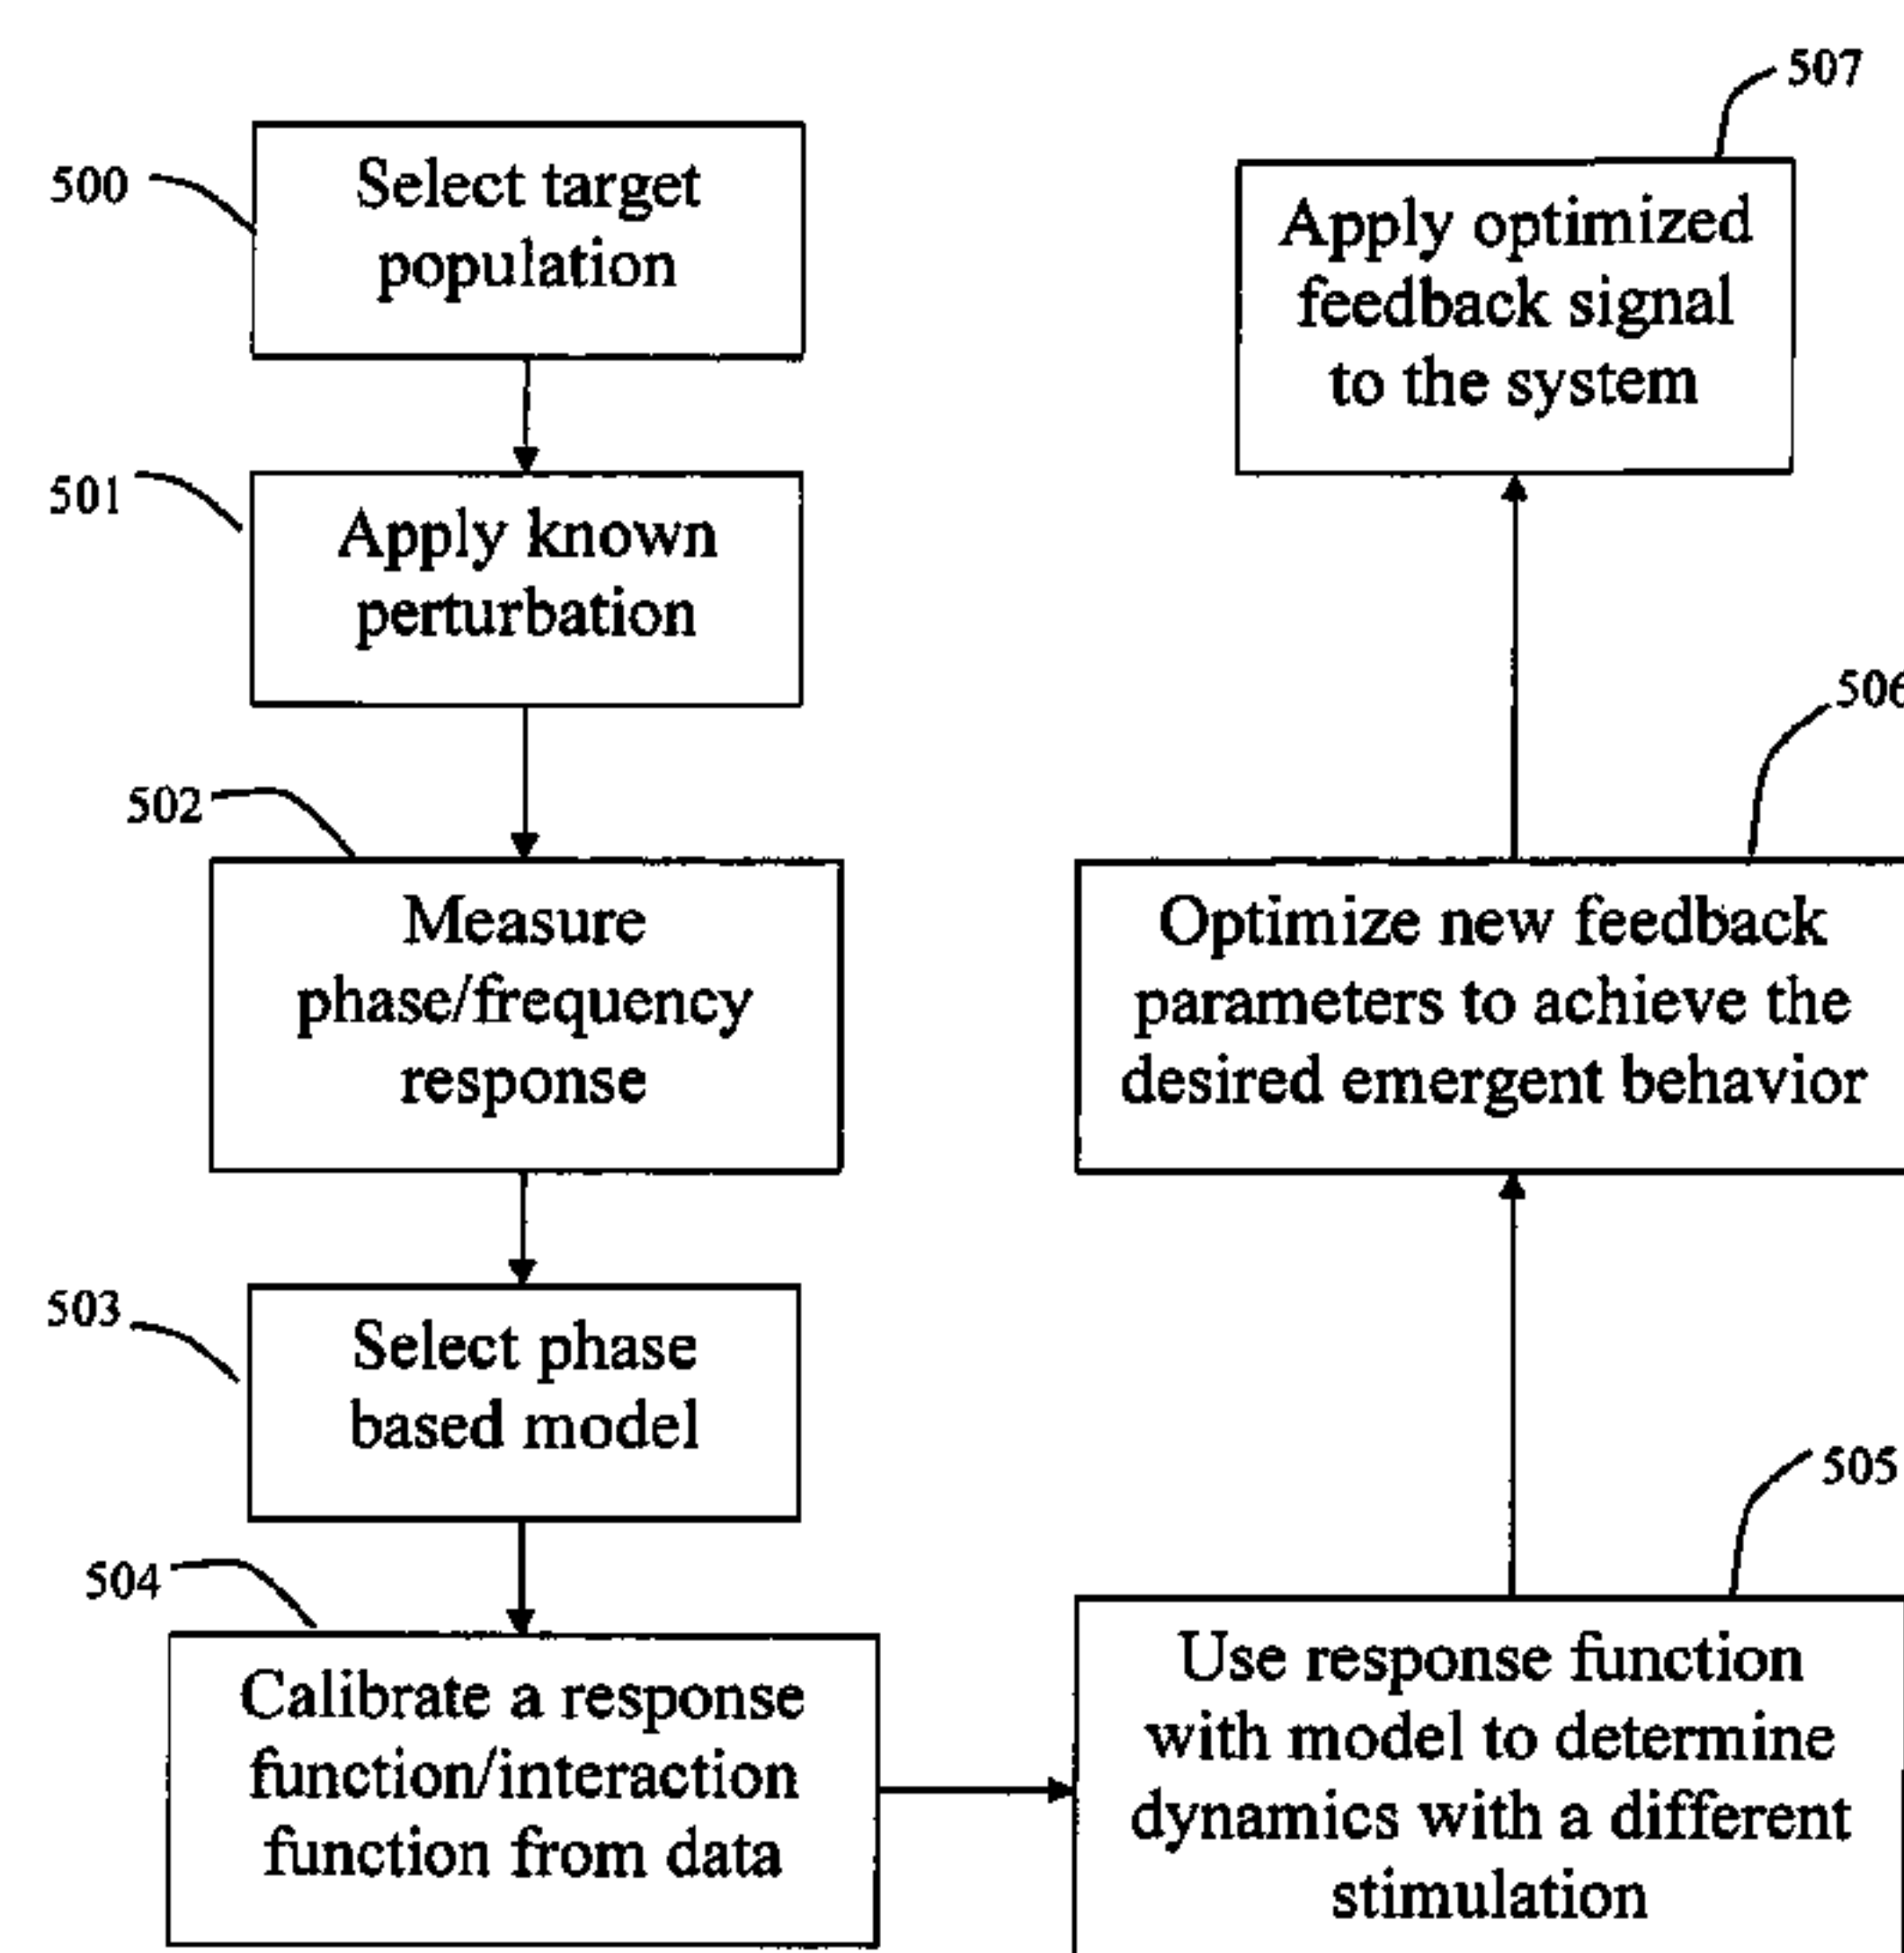 500
Select target
population
501
Apply known
perturbation
502
Measure
phase/frequency
response
503
Select phase
based model
504
Calibrate a response
function/interaction
function from data
505
Use response function
with model to determine
dynamics with a different
stimulation
506
Optimize new feedback
parameters to achieve the
desired emergent behavior
507
Apply optimized
feedback signal
to the system